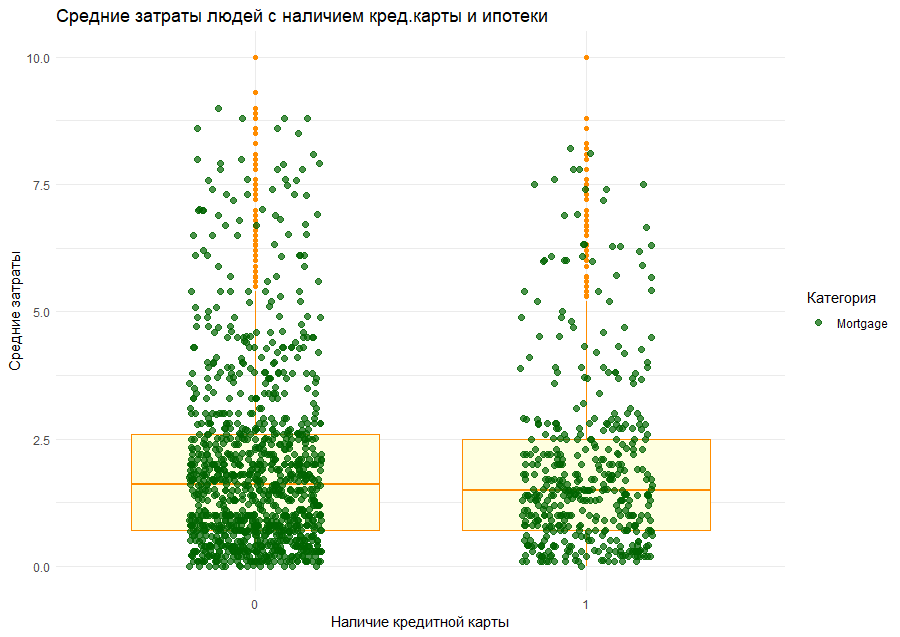 Средние затраты людей с наличием кред.карты и ипотеки
Средние затраты
10.0
7.5
5.0
2.5
0.0
0
1
Наличие кредитной карты
Категория
Mortgage